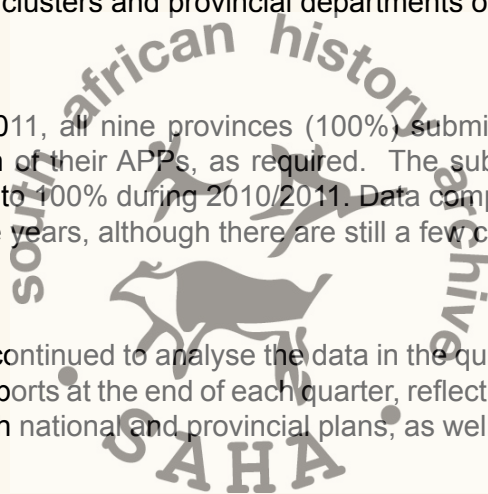 clusters and provincial departments o
011, all nine provinces (100%) submi
of their APPs, as required. The sub
to 100% during 2010/2011. Data comp
e years, although there are still a few c
continued to analyse the data in the qu
ports at the end of each quarter, reflect
n national and provincial plans, as well
south african history archive
• SAHA •